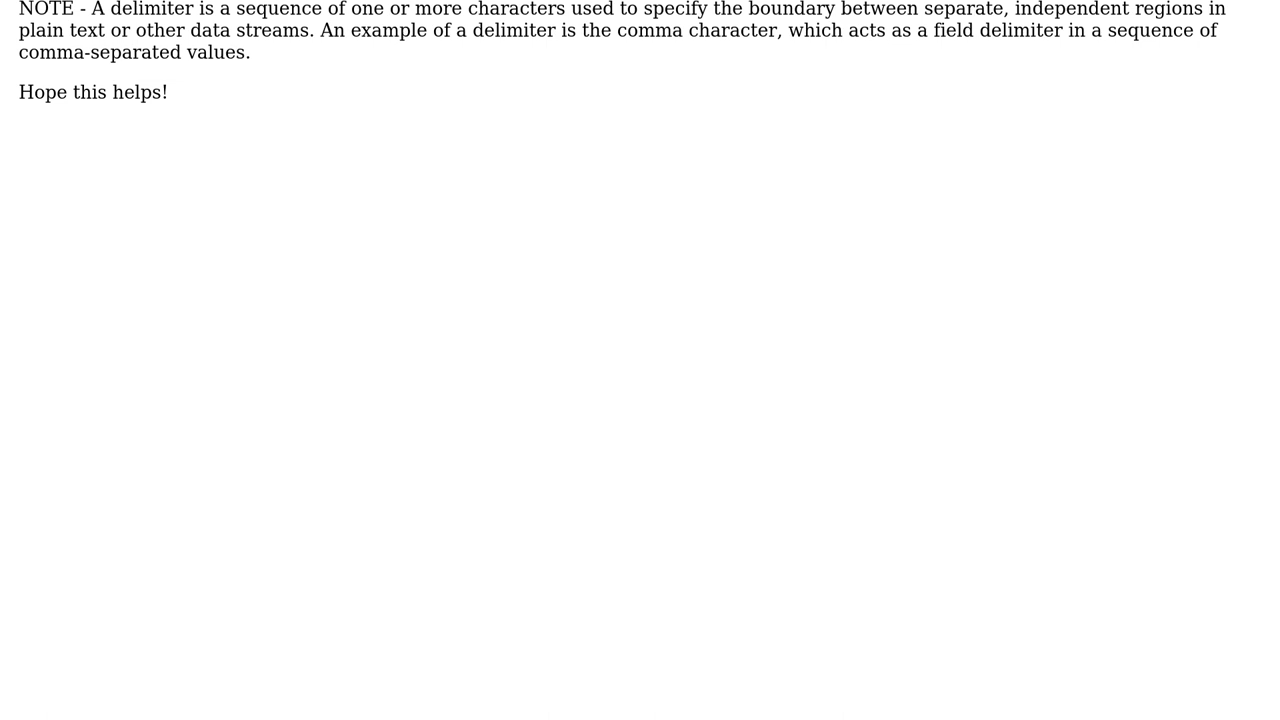 NOTE - A delimiter is a sequence of one or more characters used to specify the boundary between separate, independent regions in
plain text or other data streams. An example of a delimiter is the comma character, which acts as a field delimiter in a sequence of
comma-separated values.
Hope this helps!